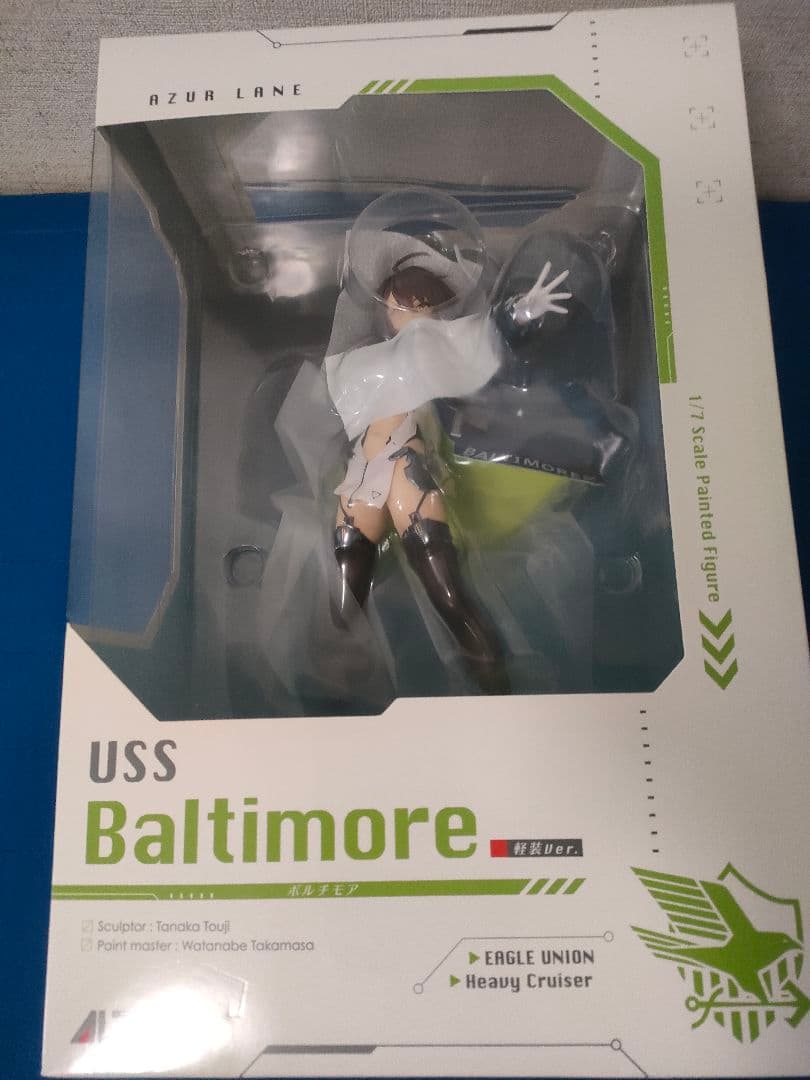 AZUR LANE
BALTIMORE
1/7 Scale Painted Figure
USS
Baltimore
軽装Ver.
ボルチモア
Sculptor : Tanaka Touji
Paint master : Watanabe Takamasa
EAGLE UNION
Heavy Cruiser